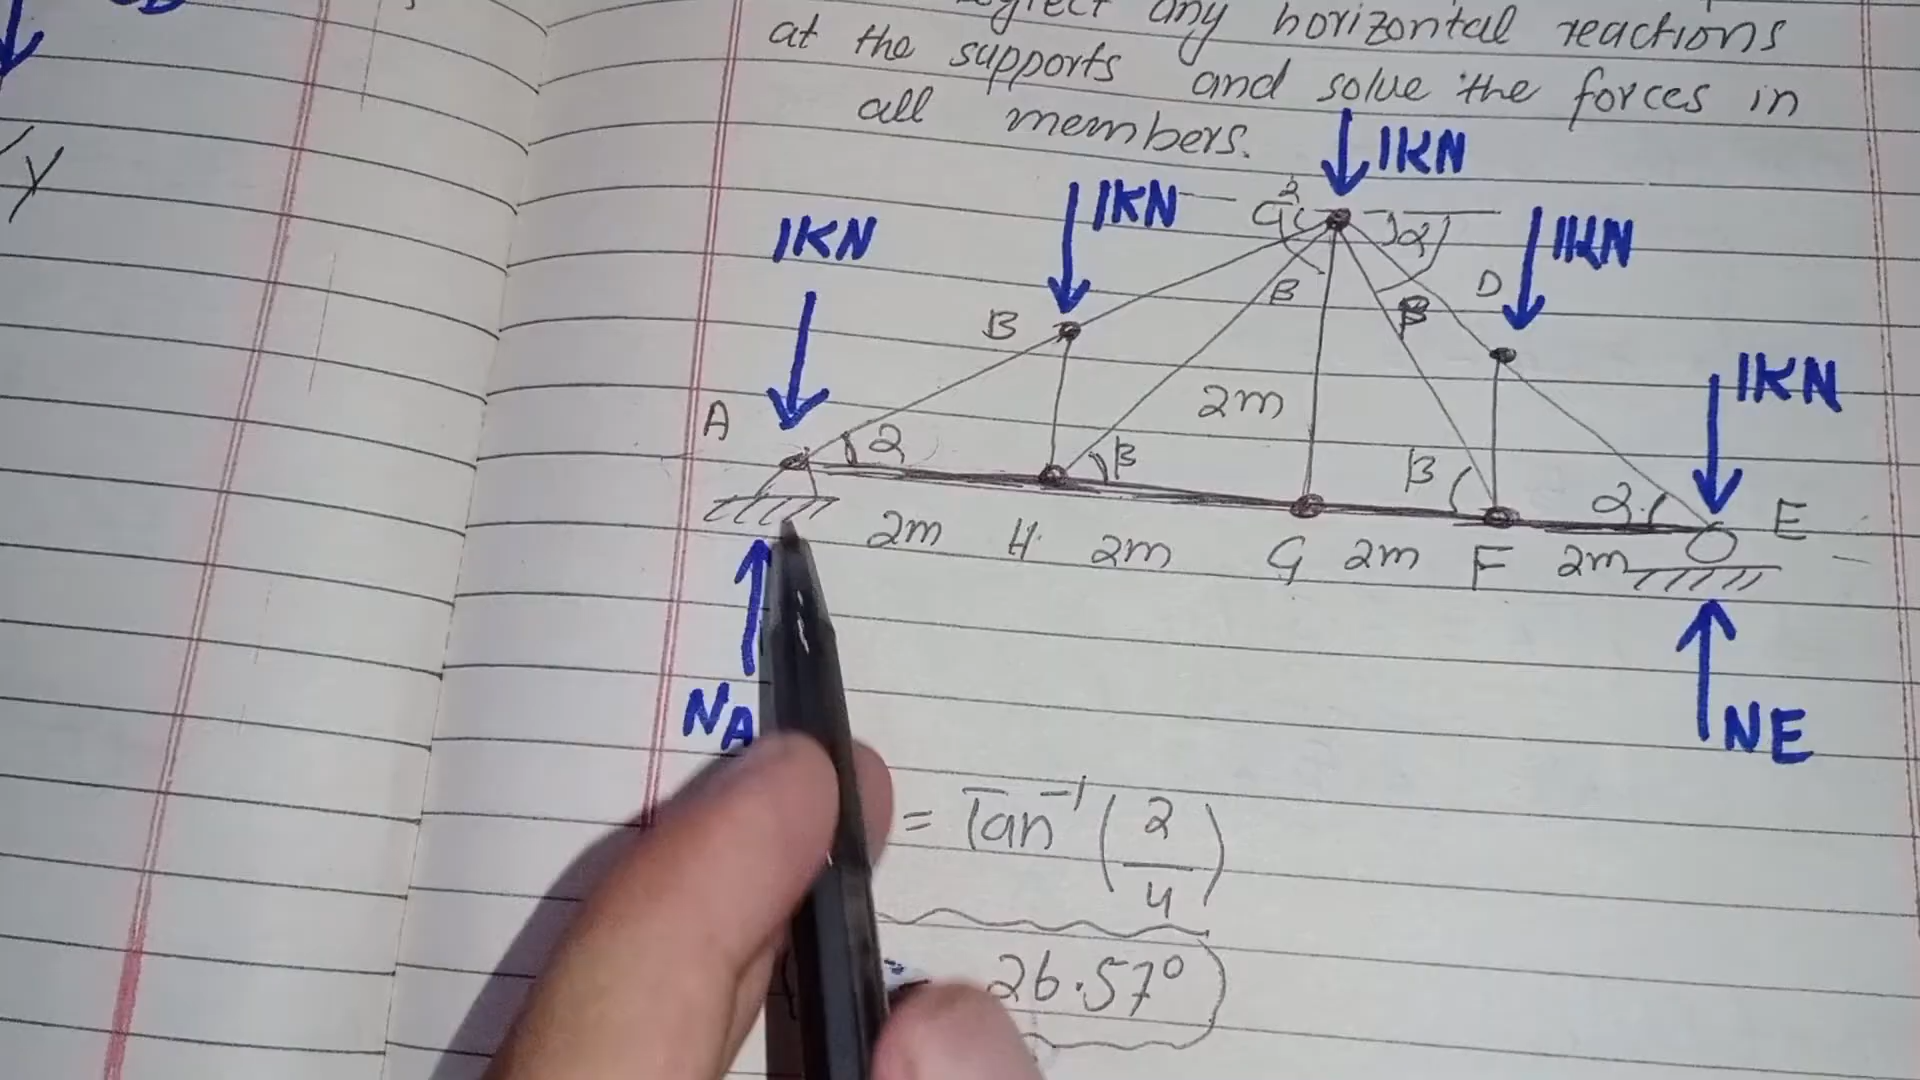 any horizontal reactions
at the supports and solve the forces in
all members.
1KN
1KN
1KN
1KN
1KN
α
B
B
β
D
A
α
2m
β
β
α
E
2m H 2m G 2m F 2m
NA
NE
= Tan⁻¹ (2/4)
26.57°
y